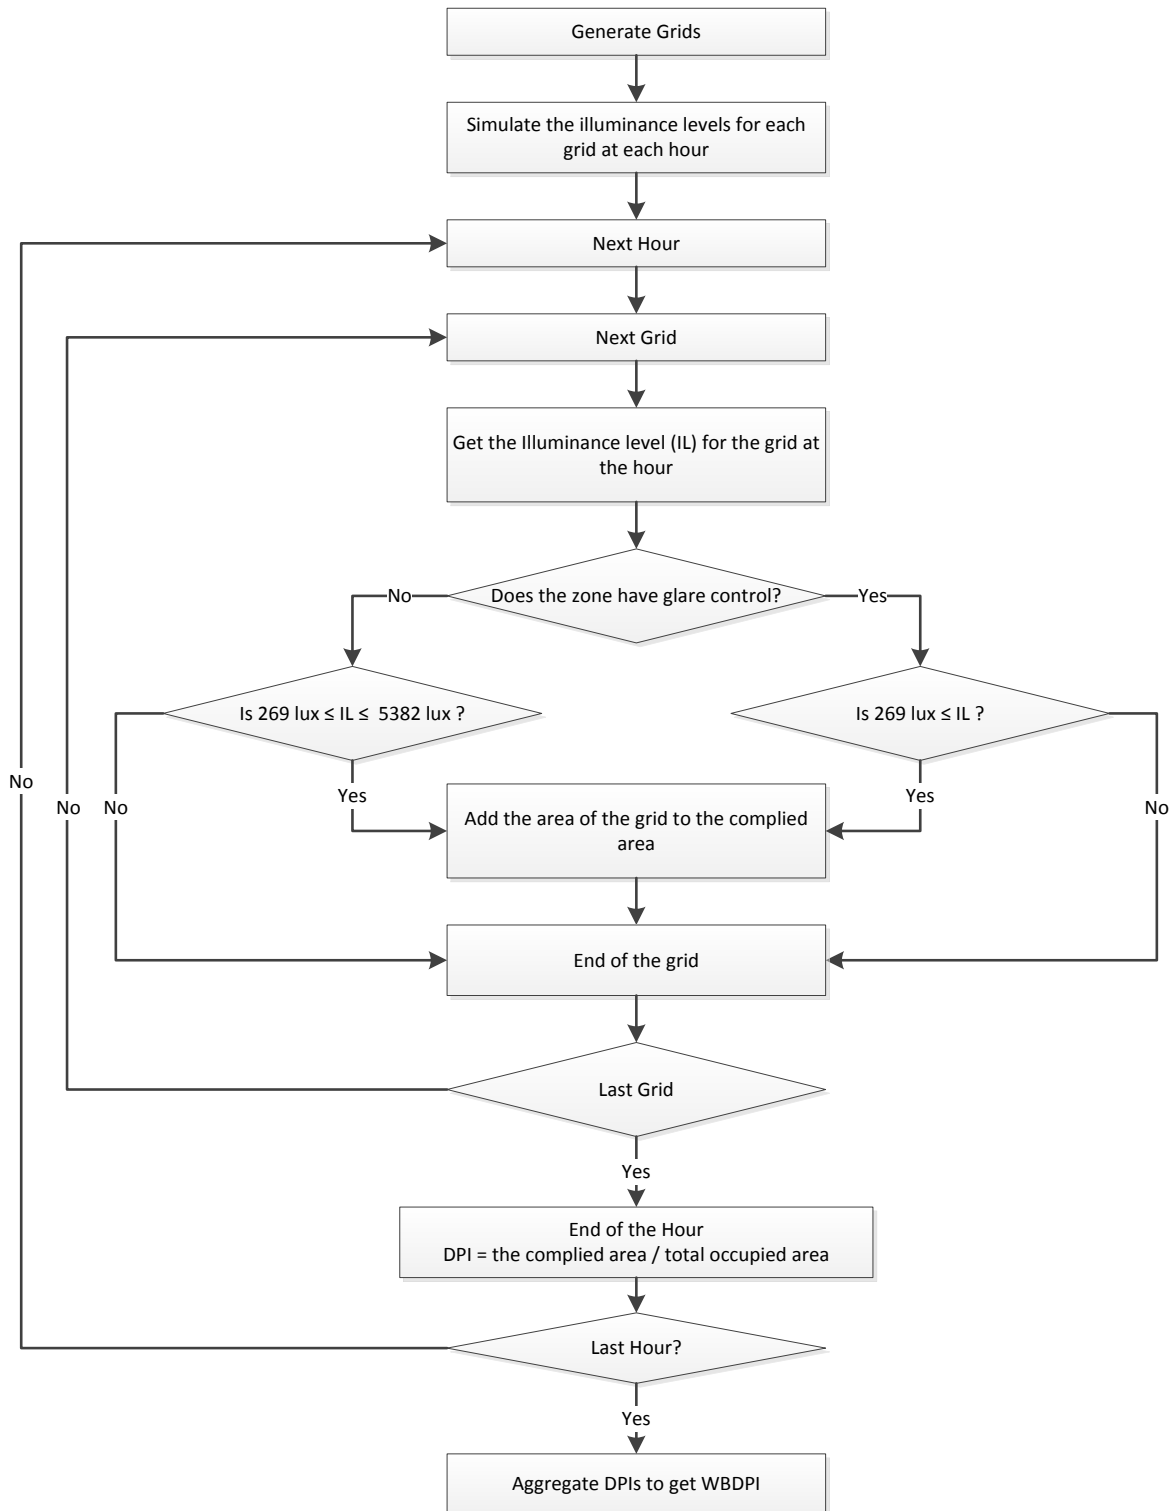 Generate Grids
Simulate the illuminance levels for each
grid at each hour
Next Hour
Next Grid
Get the Illuminance level (IL) for the grid at
the hour
Does the zone have glare control?
No
Yes
Is 269 lux ≤ IL ≤ 5382 lux ?
Is 269 lux ≤ IL ?
No
No
No
Yes
Yes
No
Add the area of the grid to the complied
area
End of the grid
Last Grid
Yes
End of the Hour
DPI = the complied area / total occupied area
Last Hour?
Yes
Aggregate DPIs to get WBDPI